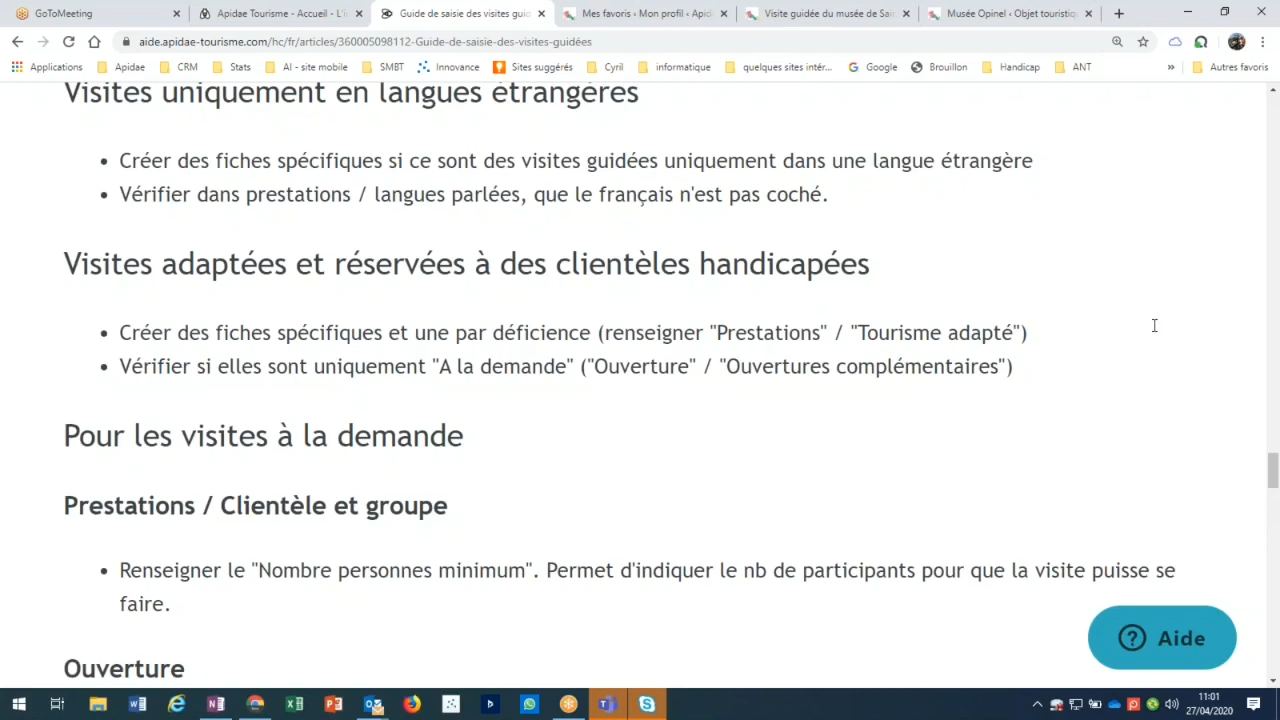 GoToMeeting
Apidae Tourisme - Accueil - L'i
Guide de saisie des visites guid
Mes favoris ‹ Mon profil ‹ Apid
Visite guidée du musée de Sai
Musée Opinel ‹ Objet touristiq
aide.apidae-tourisme.com/hc/fr/articles/360005098112-Guide-de-saisie-des-visites-guidées
Applications
Apidae
CRM
Stats
AI - site mobile
SMBT
Innovance
Sites suggérés
Cyril
informatique
quelques sites intér...
Google
Brouillon
Handicap
ANT
»
Autres favoris
Visites uniquement en langues étrangères
• Créer des fiches spécifiques si ce sont des visites guidées uniquement dans une langue étrangère
• Vérifier dans prestations / langues parlées, que le français n'est pas coché.
Visites adaptées et réservées à des clientèles handicapées
• Créer des fiches spécifiques et une par déficience (renseigner "Prestations" / "Tourisme adapté")
• Vérifier si elles sont uniquement "A la demande" ("Ouverture" / "Ouvertures complémentaires")
Pour les visites à la demande
Prestations / Clientèle et groupe
• Renseigner le "Nombre personnes minimum". Permet d'indiquer le nb de participants pour que la visite puisse se
faire.
Aide
Ouverture
11:01
27/04/2020